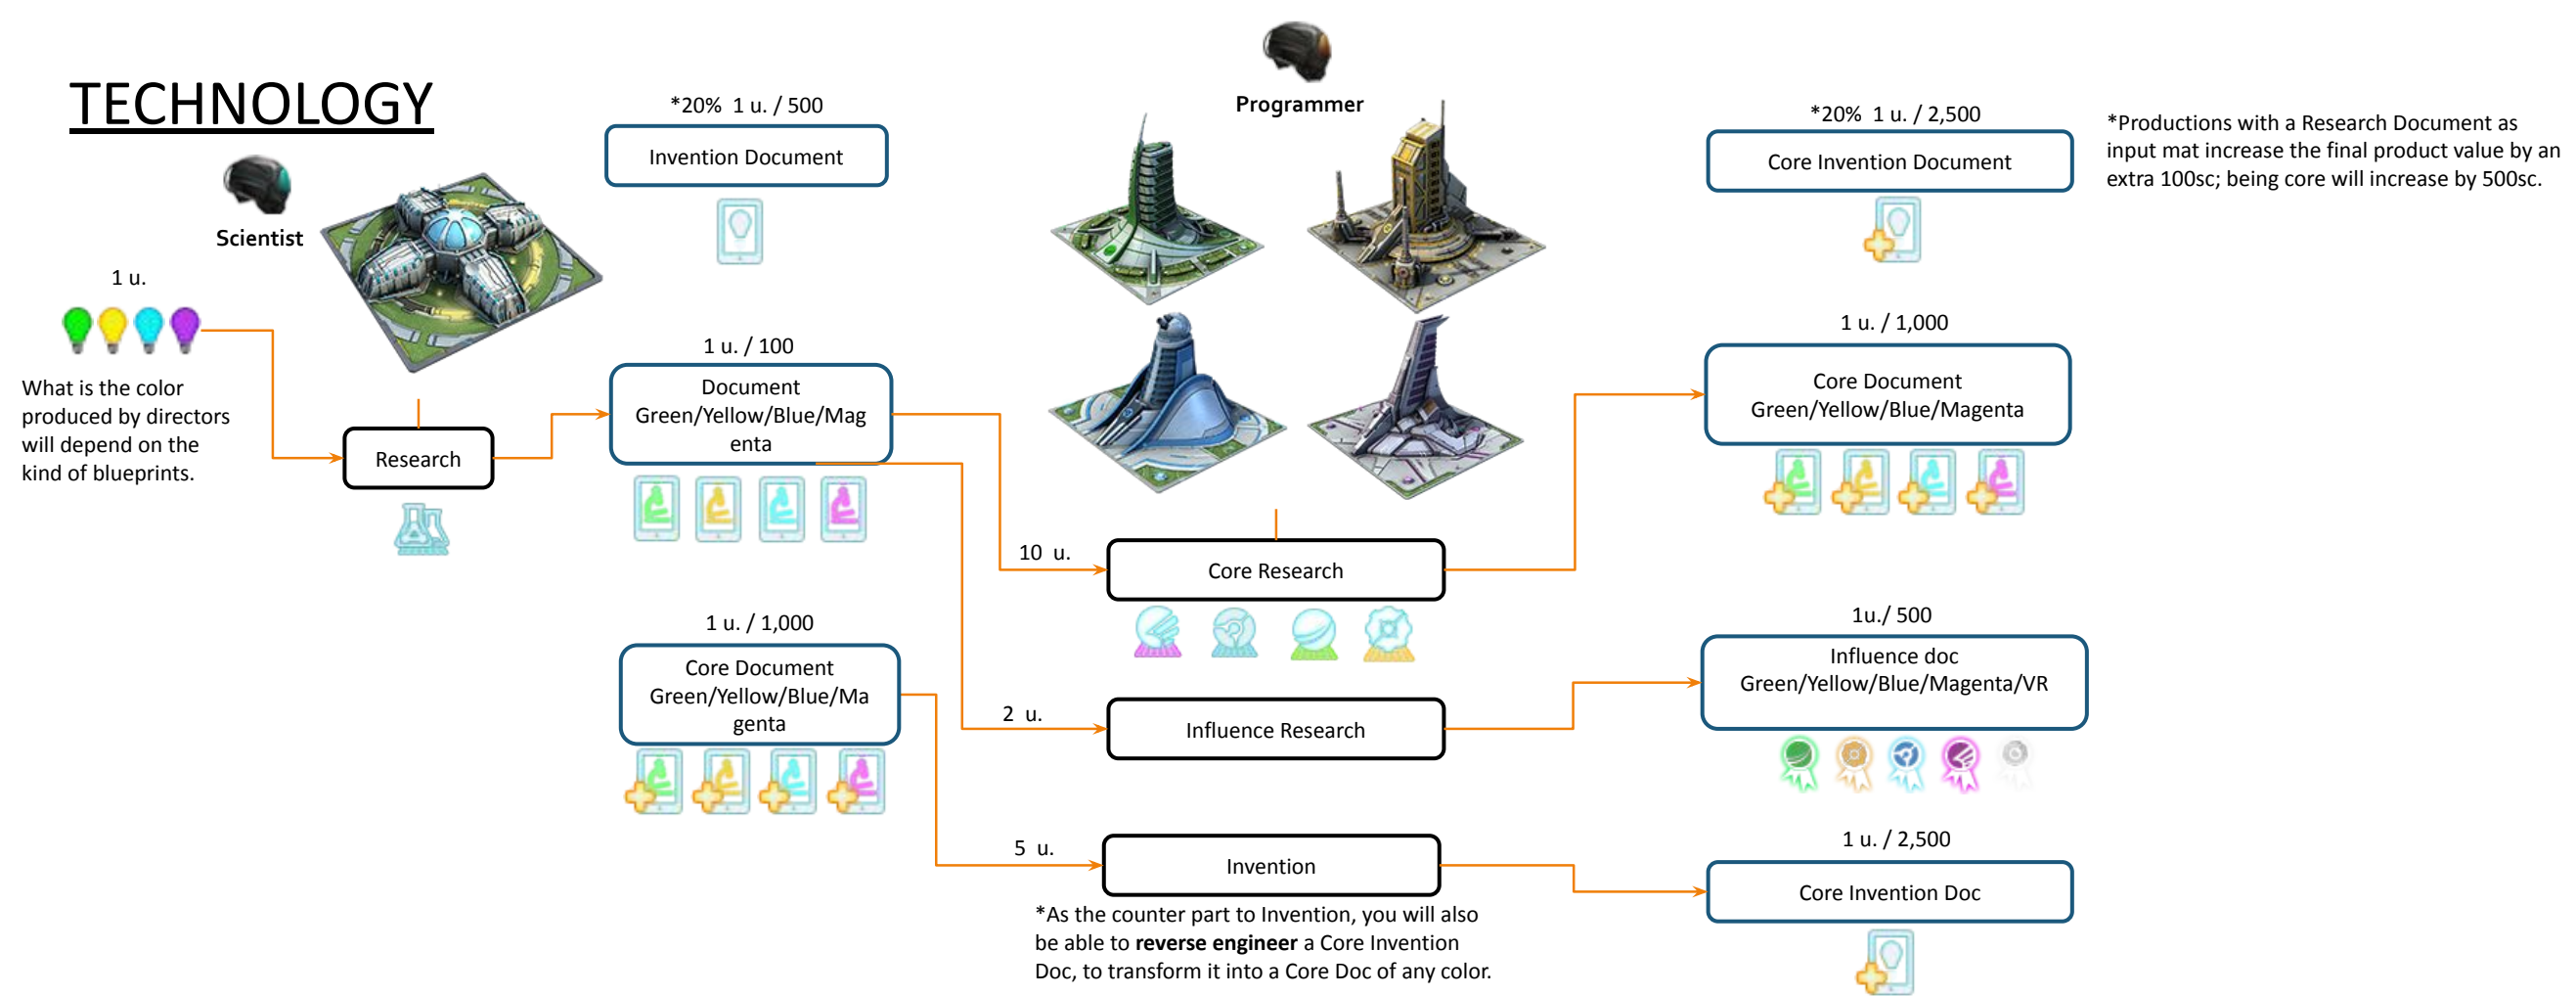 TECHNOLOGY
Scientist
1 u.
What is the color
produced by directors
will depend on the
kind of blueprints.
Research
*20%  1 u. / 500
Invention Document
1 u. / 100
Document
Green/Yellow/Blue/Mag
enta
1 u. / 1,000
Core Document
Green/Yellow/Blue/Ma
genta
Programmer
10  u.
Core Research
2  u.
Influence Research
5  u.
Invention
*As the counter part to Invention, you will also
be able to reverse engineer a Core Invention
Doc, to transform it into a Core Doc of any color.
*20%  1 u. / 2,500
Core Invention Document
1 u. / 1,000
Core Document
Green/Yellow/Blue/Magenta
1u./ 500
Influence doc
Green/Yellow/Blue/Magenta/VR
1 u. / 2,500
Core Invention Doc
*Productions with a Research Document as
input mat increase the final product value by an
extra 100sc; being core will increase by 500sc.